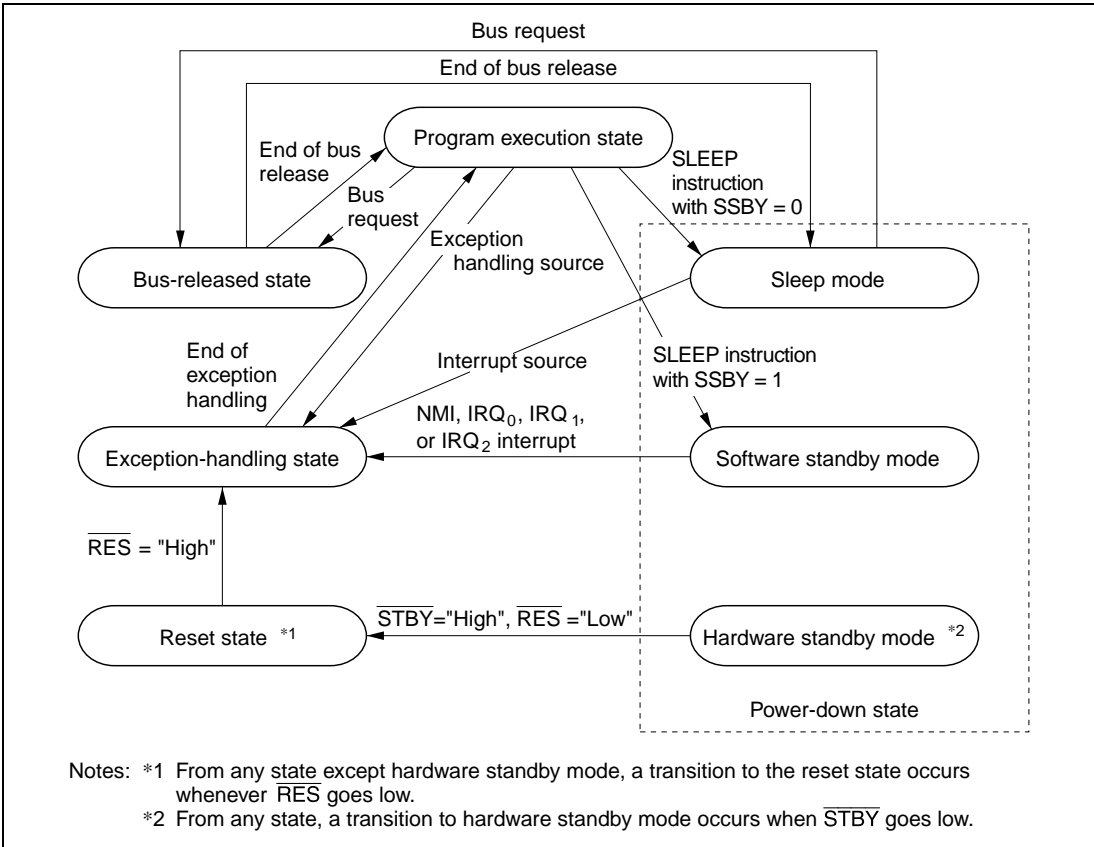 Bus request
End of bus release
Program execution state
End of bus
release
Bus
request
SLEEP
instruction
with SSBY = 0
Exception
handling source
Bus-released state
Sleep mode
End of
exception
handling
Interrupt source
SLEEP instruction
with SSBY = 1
NMI, IRQ₀, IRQ₁,
or IRQ₂ interrupt
Exception-handling state
Software standby mode
R̅E̅S̅ = "High"
S̅T̅B̅Y̅="High", R̅E̅S̅ ="Low"
Reset state *1
Hardware standby mode *2
Power-down state
Notes: *1 From any state except hardware standby mode, a transition to the reset state occurs
whenever R̅E̅S̅ goes low.
*2 From any state, a transition to hardware standby mode occurs when S̅T̅B̅Y̅ goes low.